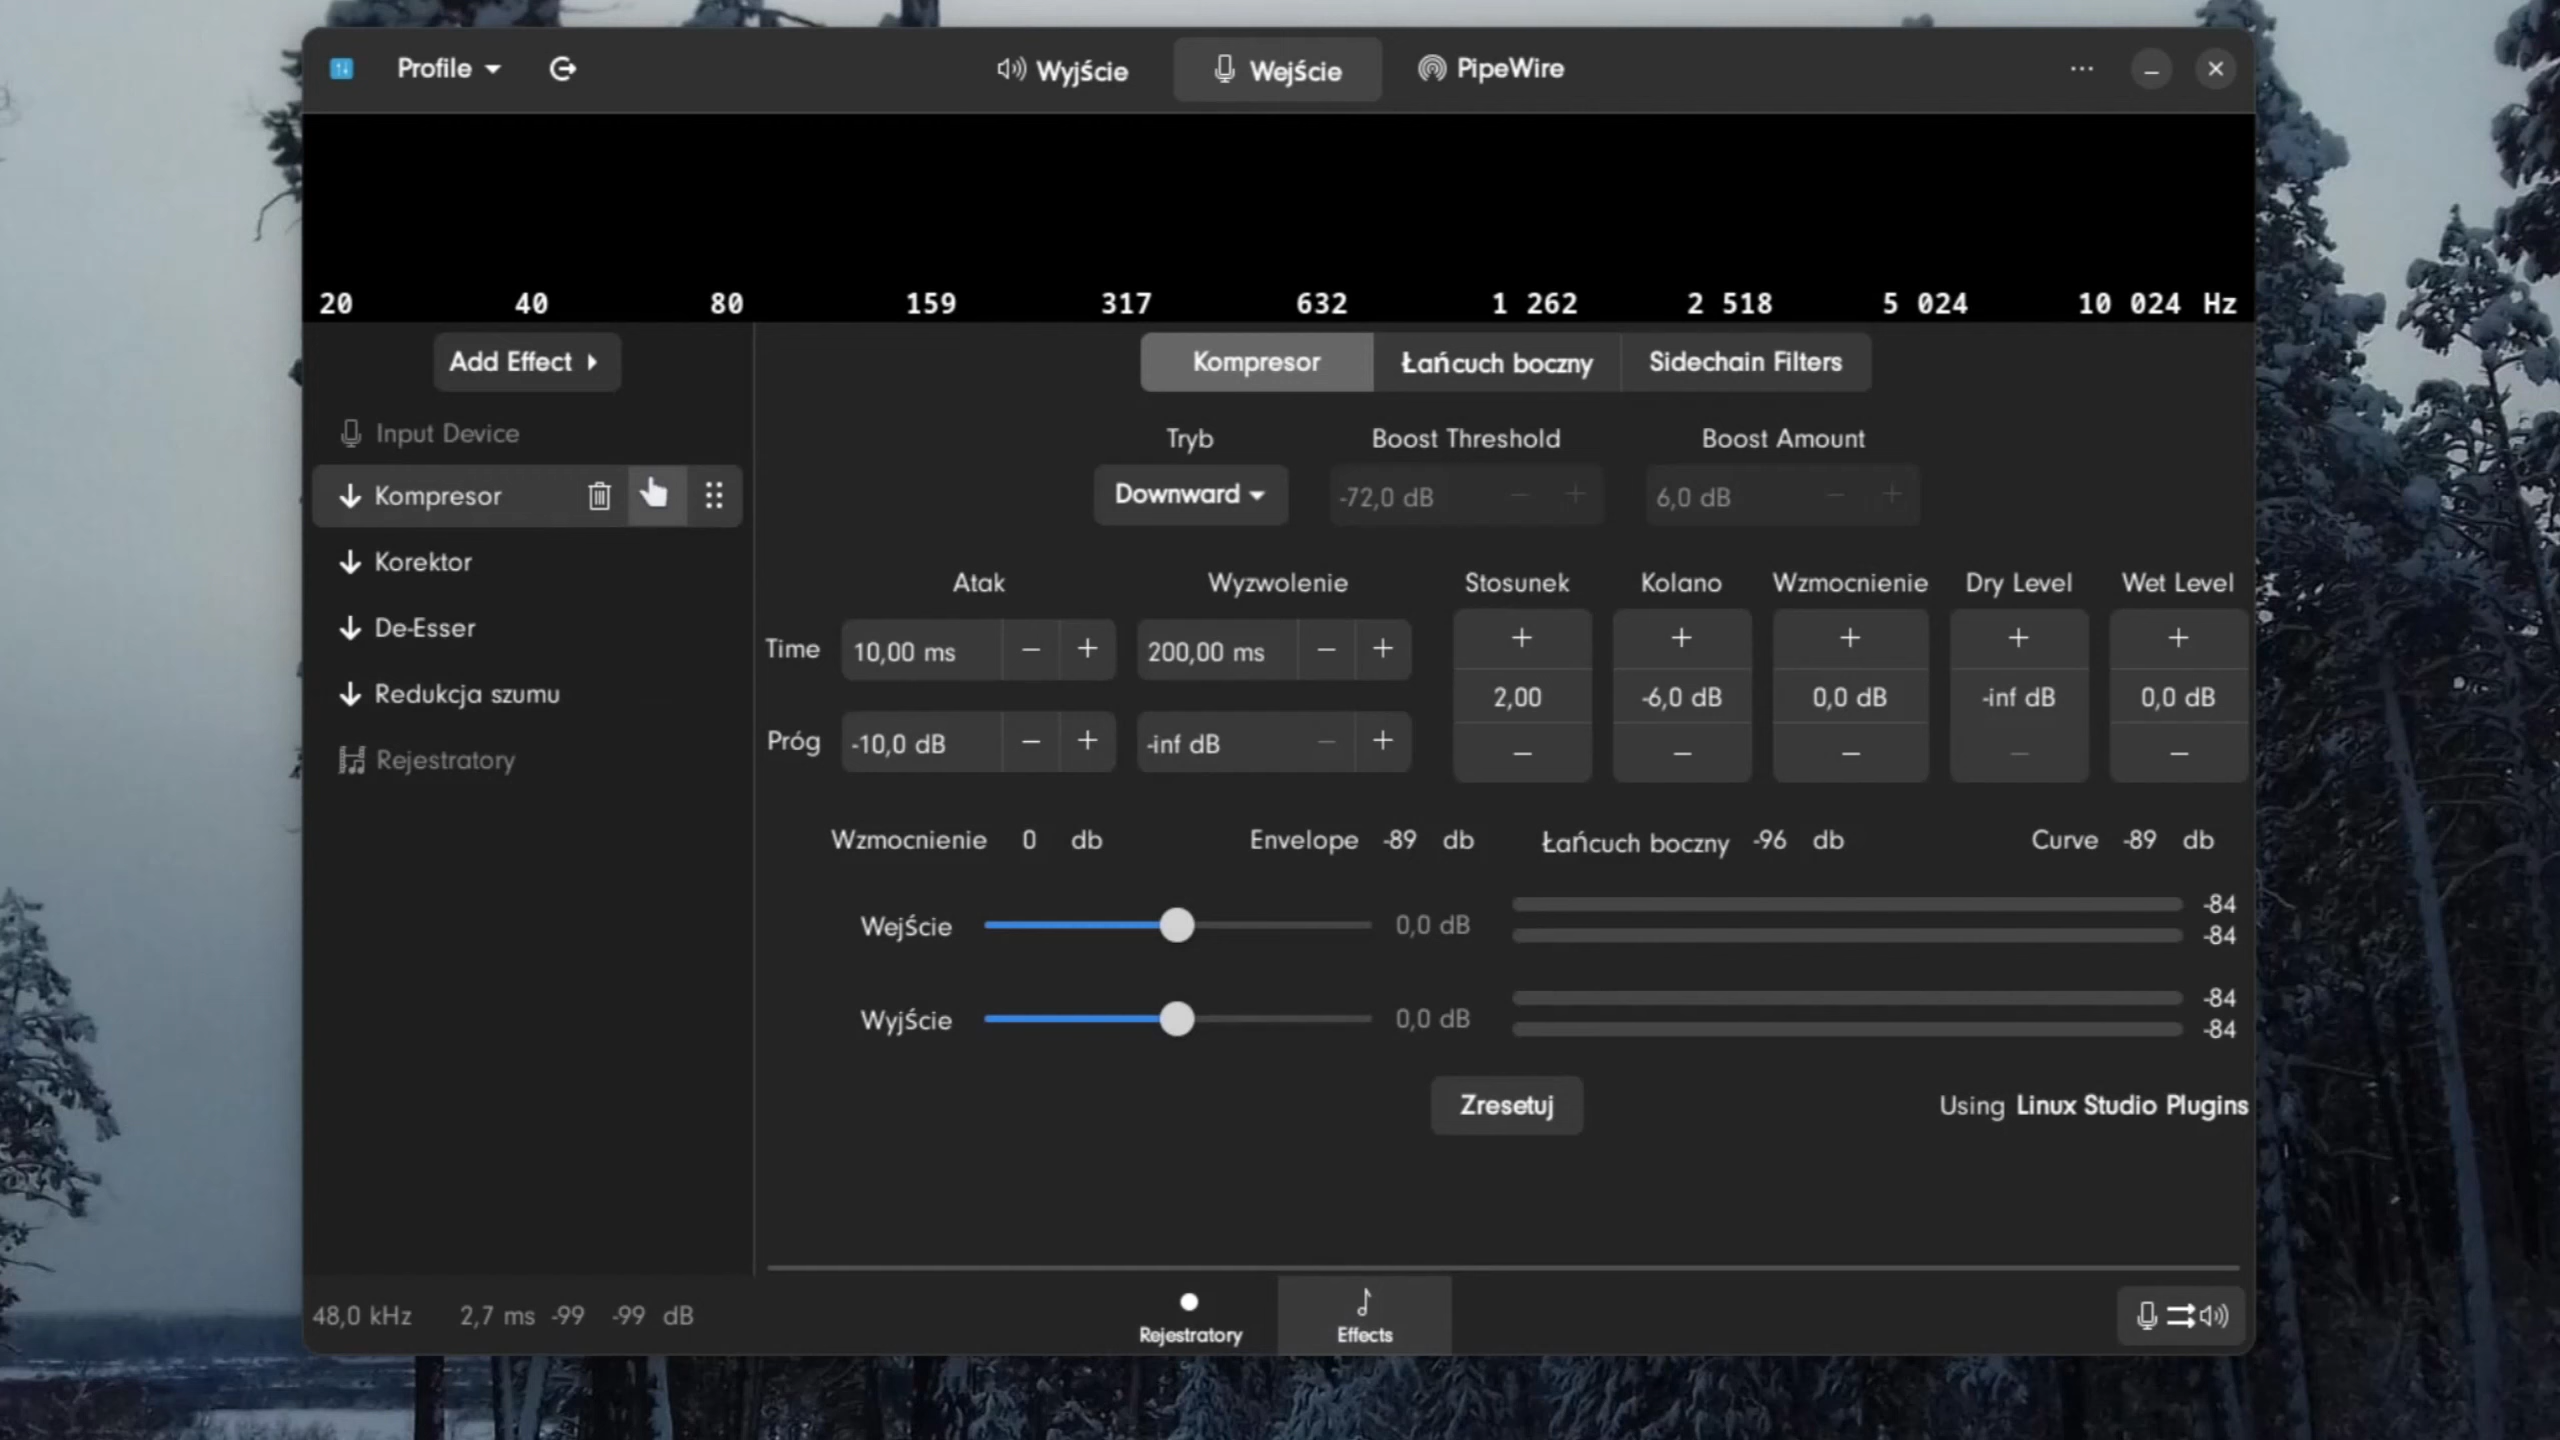 Profile
Wyjście
Wejście
PipeWire
20 40 80 159 317 632 1 262 2 518 5 024 10 024 Hz
Add Effect
Input Device
Kompresor
Korektor
De-Esser
Redukcja szumu
Rejestratory
Kompresor Łańcuch boczny Sidechain Filters
Tryb Boost Threshold Boost Amount
Downward -72,0 dB 6,0 dB
Atak Wyzwolenie Stosunek Kolano Wzmocnienie Dry Level Wet Level
Time 10,00 ms 200,00 ms
2,00 -6,0 dB 0,0 dB -inf dB 0,0 dB
Próg -10,0 dB -inf dB
Wzmocnienie 0 db Envelope -89 db Łańcuch boczny -96 db Curve -89 db
Wejście 0,0 dB -84
-84
Wyjście 0,0 dB -84
-84
Zresetuj
Using Linux Studio Plugins
48,0 kHz 2,7 ms -99 -99 dB
Rejestratory
Effects